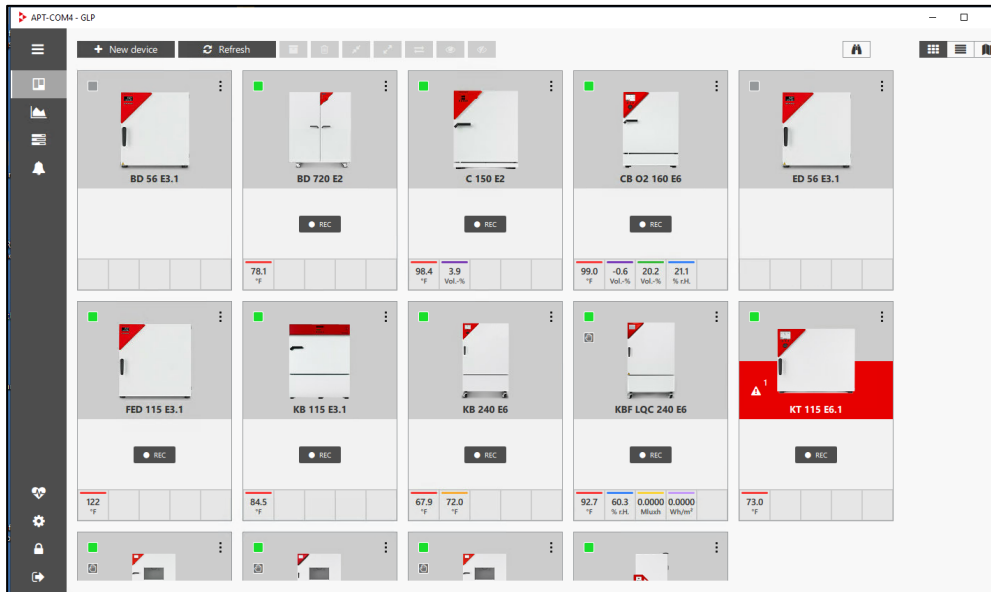 APT-COM4 - GLP
New device
Refresh
BD 56 E3.1
BD 720 E2
C 150 E2
CB O2 160 E6
ED 56 E3.1
REC
REC
REC
78.1
°F
98.4
°F
3.9
Vol.-%
99.0
°F
-0.6
Vol.-%
20.2
Vol.-%
21.1
% r.H.
FED 115 E3.1
KB 115 E3.1
KB 240 E6
KBF LQC 240 E6
1
KT 115 E6.1
REC
REC
REC
REC
REC
122
°F
84.5
°F
67.9
°F
72.0
°F
92.7
°F
60.3
% r.H.
0.0000
Mluxh
0.0000
Wh/m²
73.0
°F